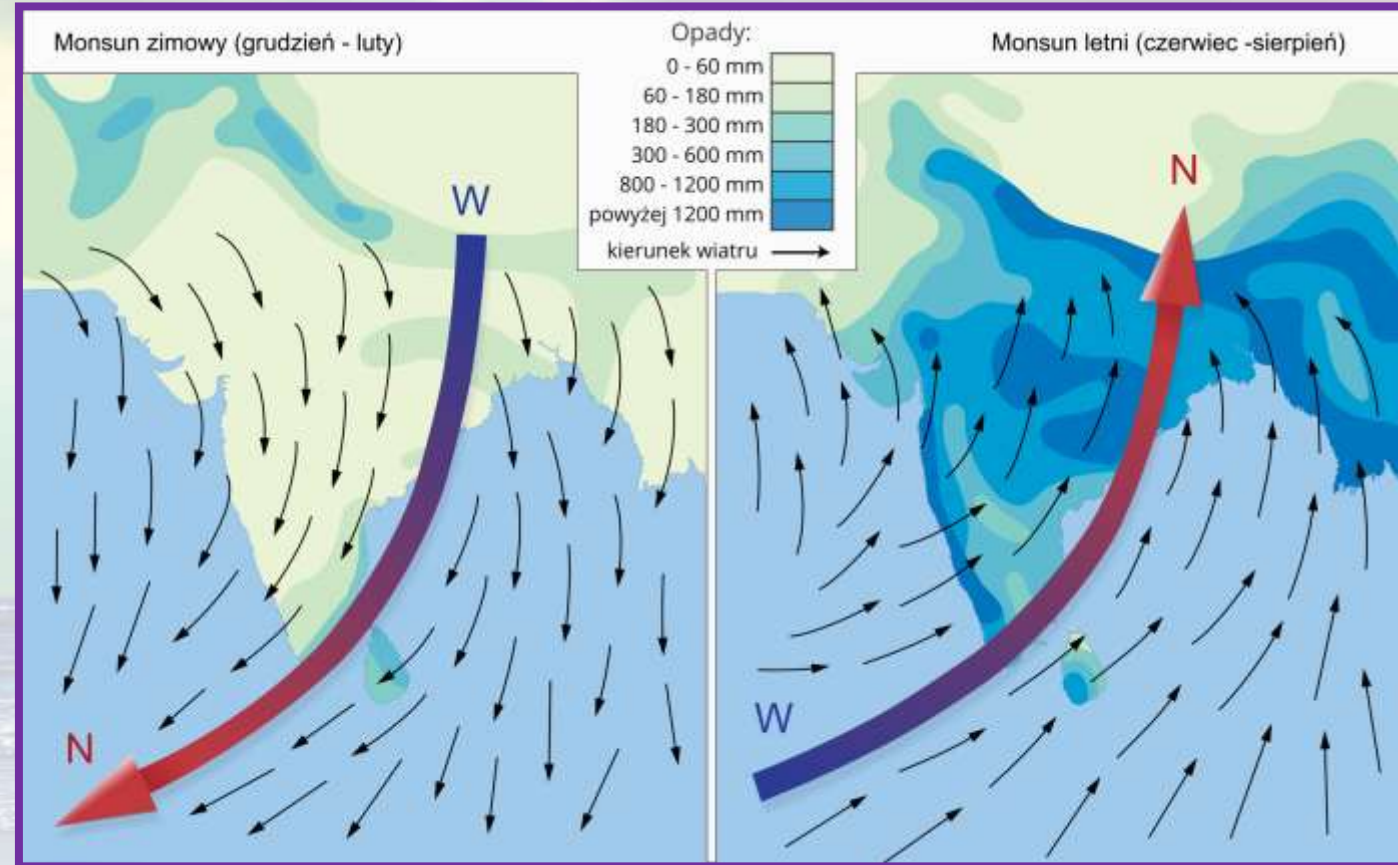 Monsun zimowy (grudzień - luty)
Opady:
0 - 60 mm
60 - 180 mm
180 - 300 mm
300 - 600 mm
800 - 1200 mm
powyżej 1200 mm
kierunek wiatru
Monsun letni (czerwiec -sierpień)
W
N
N
W